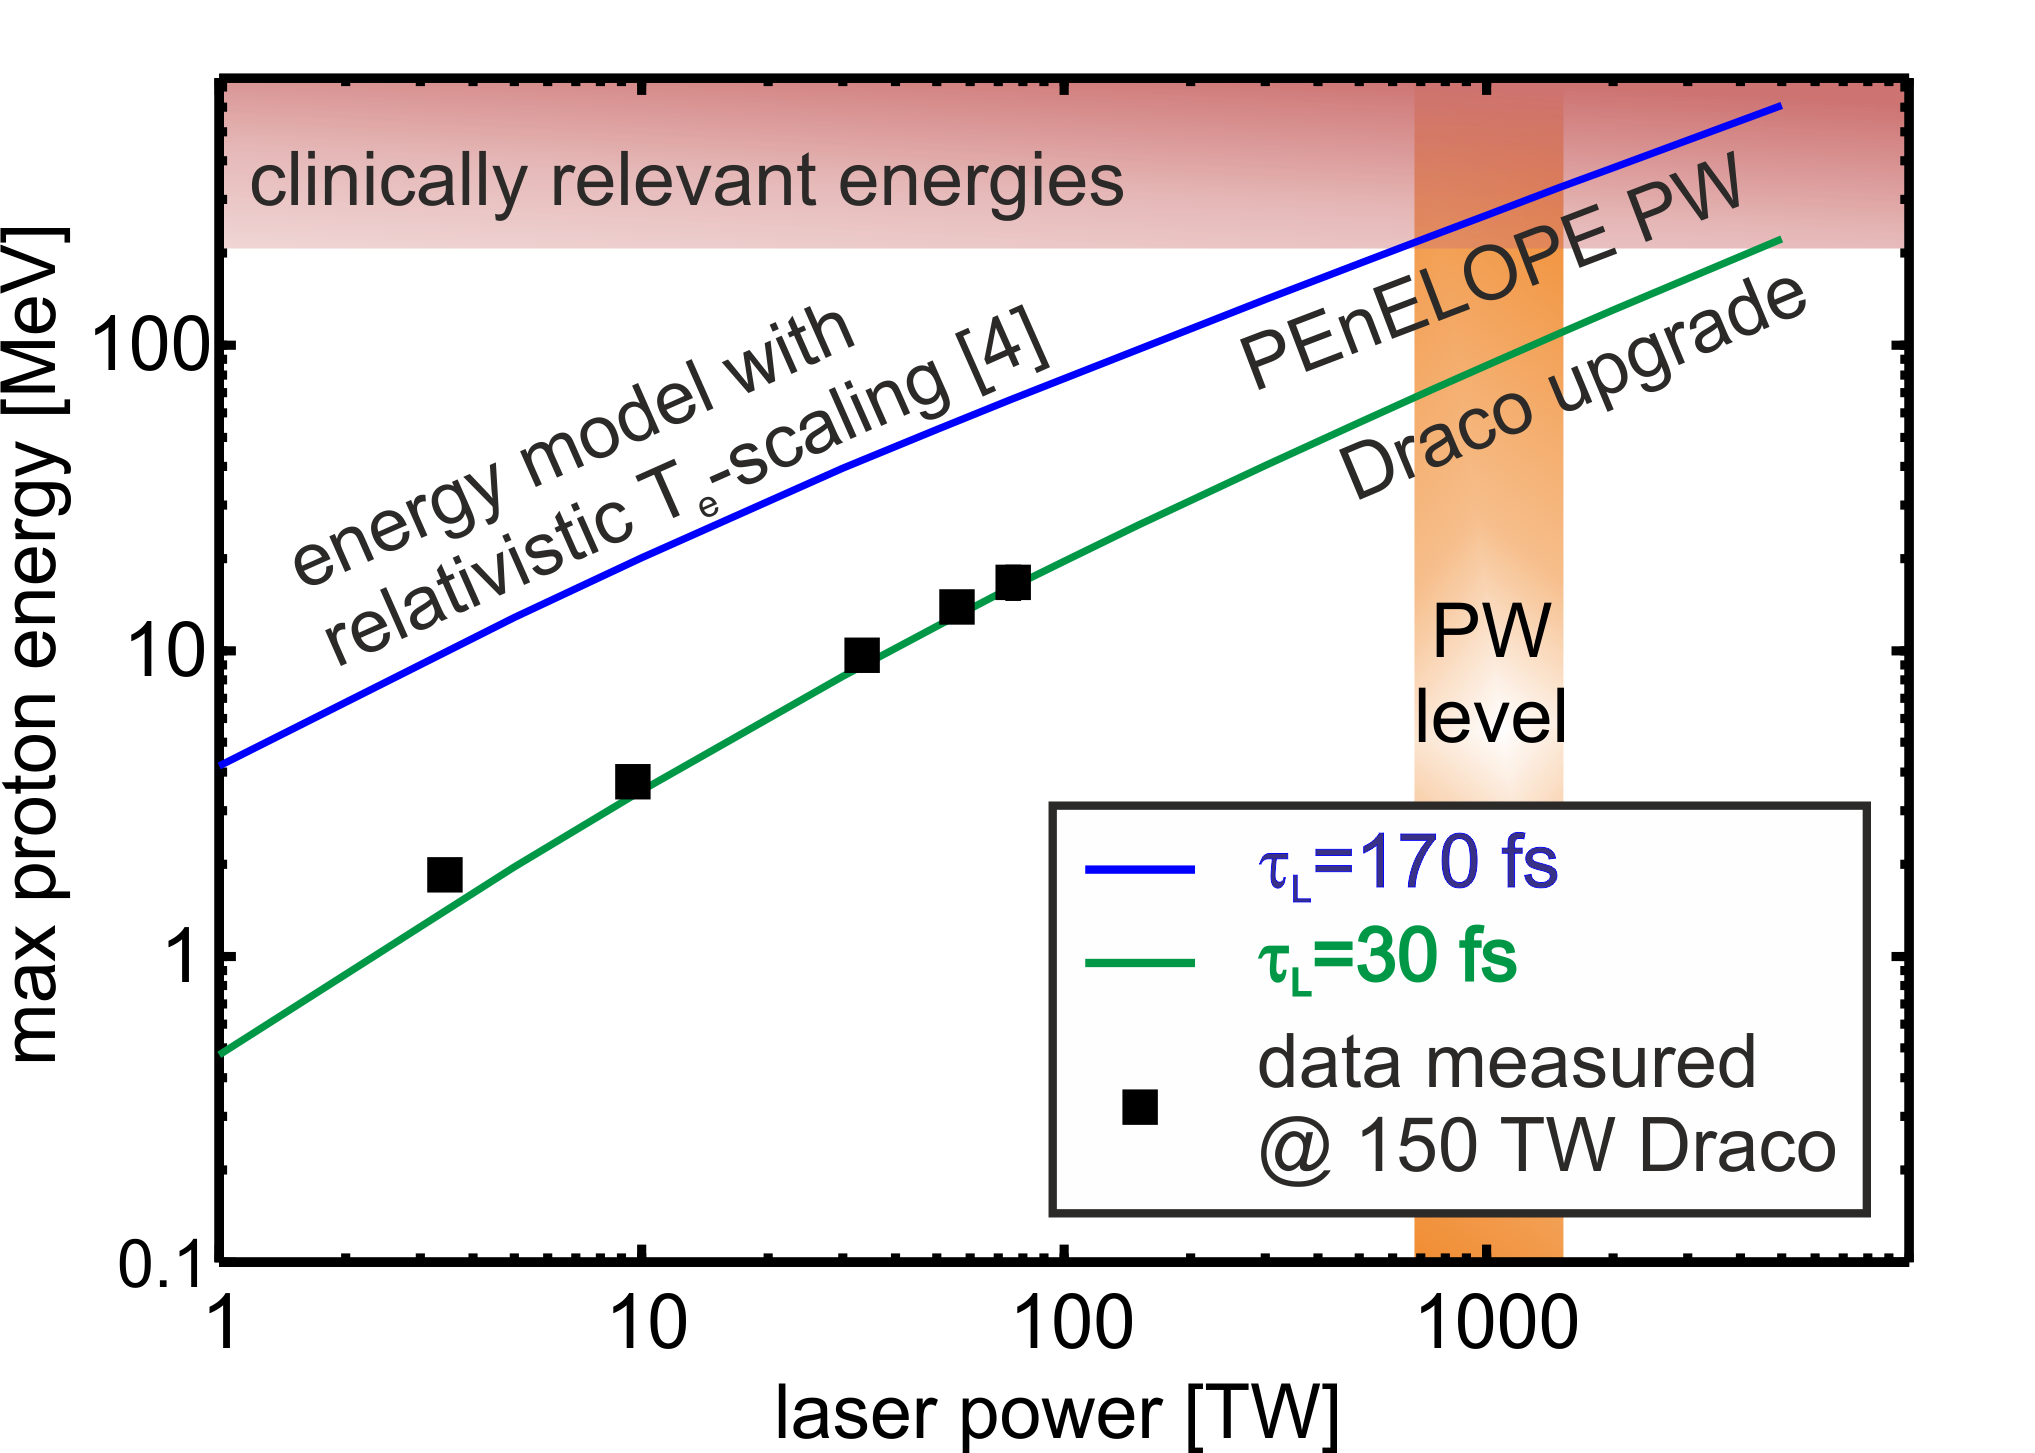 clinically relevant energies
energy model with
relativistic Te-scaling [4]
PEnELOPE PW
Draco upgrade
PW
level
τL=170 fs
τL=30 fs
data measured
@ 150 TW Draco
max proton energy [MeV]
100
10
1
0.1
1
10
100
1000
laser power [TW]